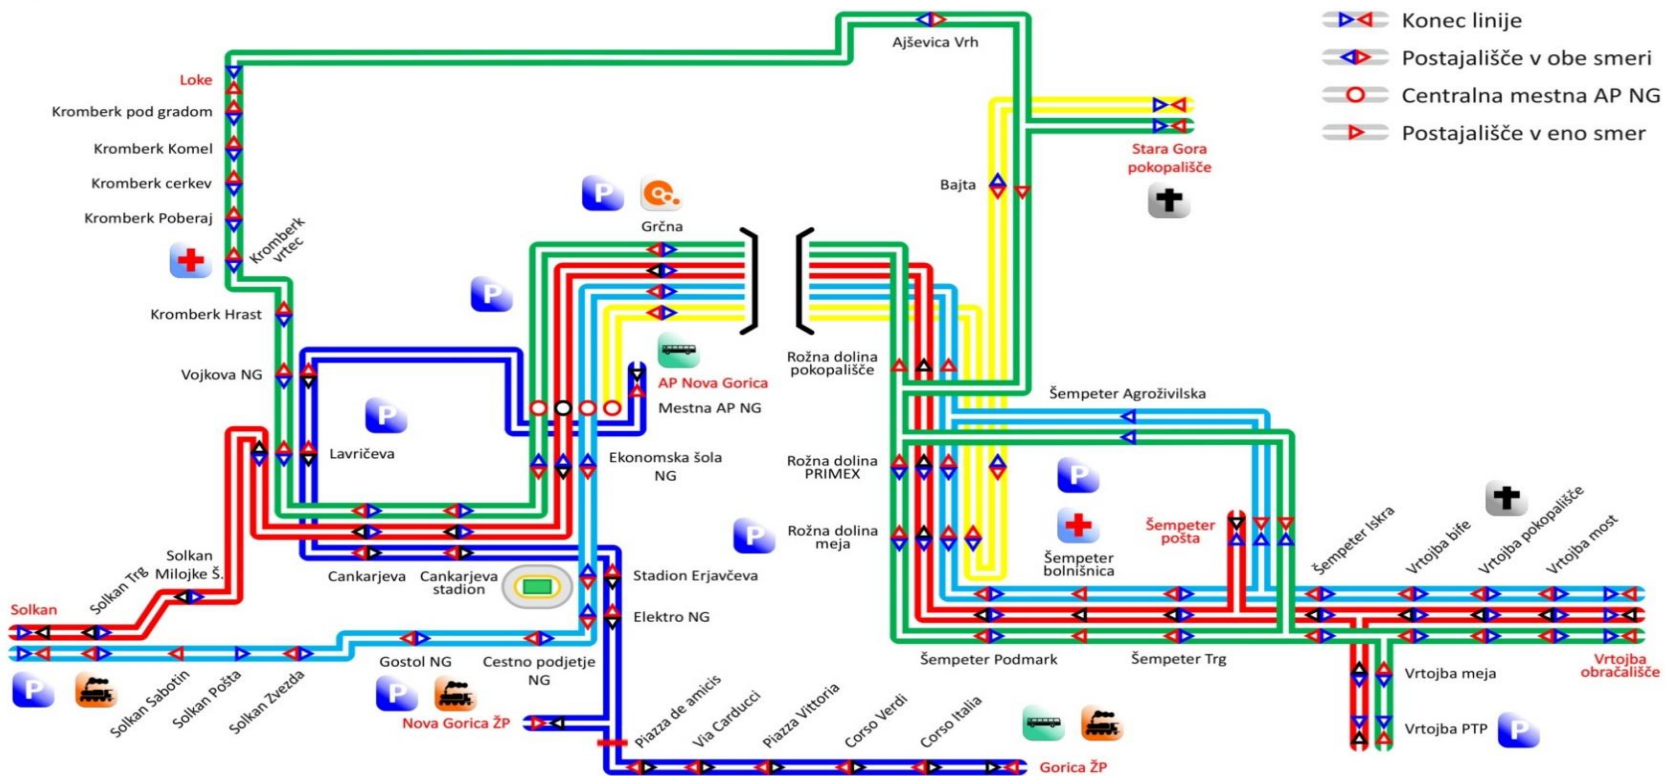 Ajševica Vrh
Konec linije
Postajališče v obe smeri
Centralna mestna AP NG
Postajališče v eno smer
Loke
Kromberk pod gradom
Kromberk Komel
Kromberk cerkev
Kromberk Poberaj
Kromberk
vrtec
Kromberk Hrast
Vojkova NG
Lavričeva
P
Grčna
P
P
AP Nova Gorica
Mestna AP NG
Ekonomska šola
NG
Stara Gora
pokopališče
Bajta
Rožna dolina
pokopališče
Šempeter Agroživilska
Rožna dolina
PRIMEX
Rožna dolina
meja
P
P
Šempeter
bolnišnica
Šempeter
pošta
Šempeter Iskra
Vrtojba bife
Vrtojba pokopališče
Vrtojba most
Solkan
Solkan Trg
Solkan
Milojke Š.
Cankarjeva
Cankarjeva
stadion
Stadion Erjavčeva
Elektro NG
P
Solkan Sabotin
Solkan Pošta
Solkan Zvezda
Gostol NG
Cestno podjetje
NG
P
Nova Gorica ŽP
Piazza de amicis
Via Carducci
Piazza Vittoria
Corso Verdi
Corso Italia
Gorica ŽP
Šempeter Podmark
Šempeter Trg
Vrtojba meja
Vrtojba
obračališče
Vrtojba PTP
P